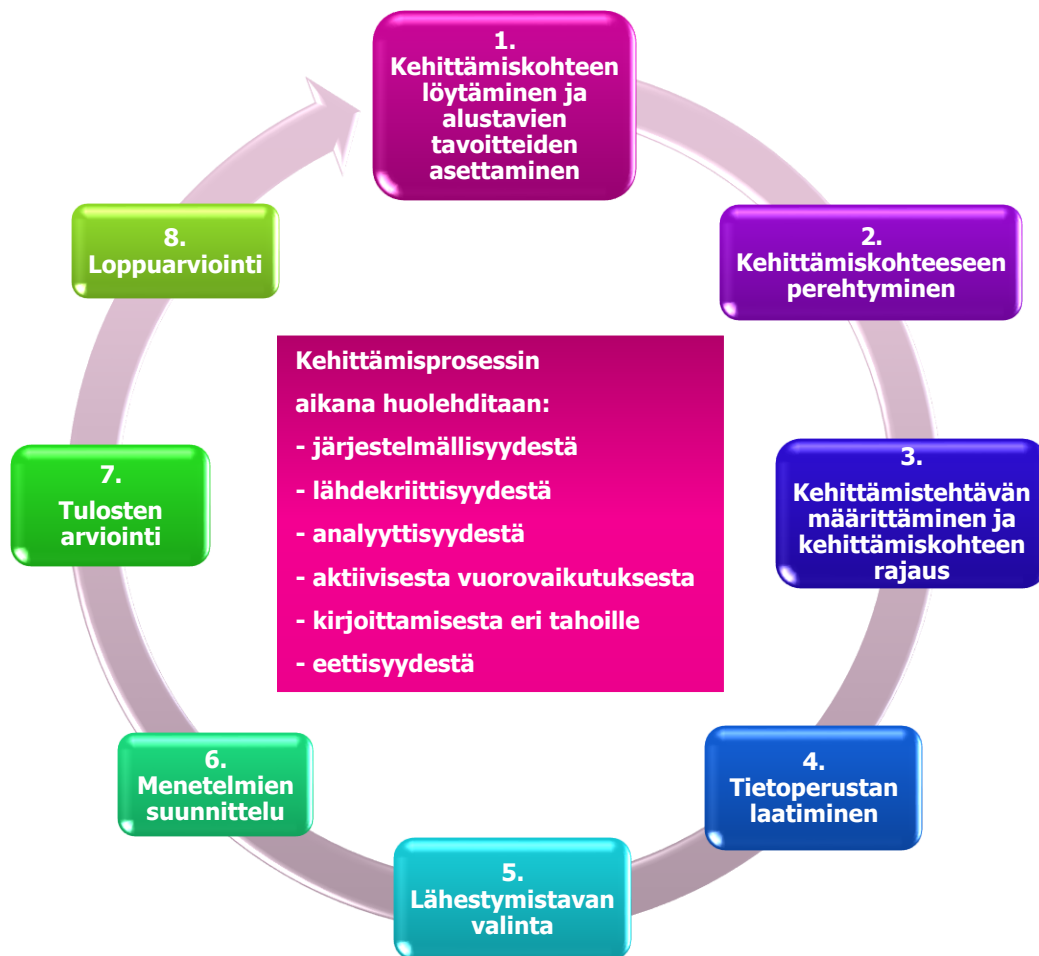 1.
Kehittämiskohteen
löytäminen ja
alustavien
tavoitteiden
asettaminen
2.
Kehittämiskohteeseen
perehtyminen
3.
Kehittämistehtävän
määrittäminen ja
kehittämiskohteen
rajaus
4.
Tietoperustan
laatiminen
5.
Lähestymistavan
valinta
6.
Menetelmien
suunnittelu
7.
Tulosten
arviointi
8.
Loppuarviointi
Kehittämisprosessin
aikana huolehditaan:
- järjestelmällisyydestä
- lähdekriittisyydestä
- analyyttisyydestä
- aktiivisesta vuorovaikutuksesta
- kirjoittamisesta eri tahoille
- eettisyydestä